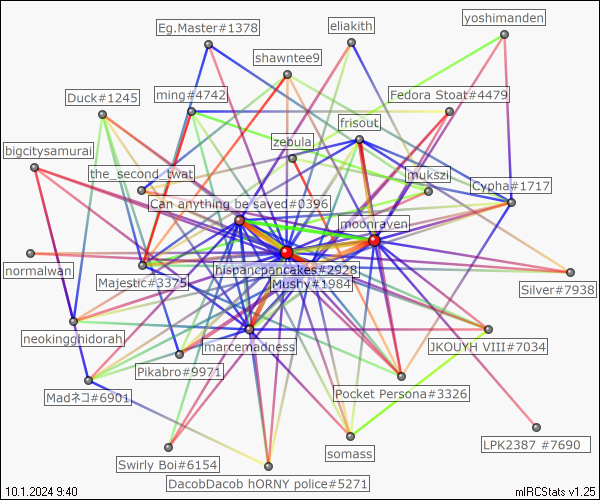 yoshimanden
Eg.Master#1378
eliakith
shawntee9
Duck#1245
ming#4742
Fedora Stoat#4479
frisout
zebula
bigcitysamurai
the_second_twat
mukszi
Cypha#1717
Can anything be saved#0396
moonraven
normalwan
hispancpancakes#2928
Majestic#3375
Mushy#1984
Silver#7938
neokingghidorah
marcemadness
JKOUYH VIII#7034
Pikabro#9971
Madネコ#6901
Pocket Persona#3326
LPK2387 #7690
somass
Swirly Boi#6154
DacobDacob hORNY police#5271
10.1.2024 9:40
mIRCStats v1.25